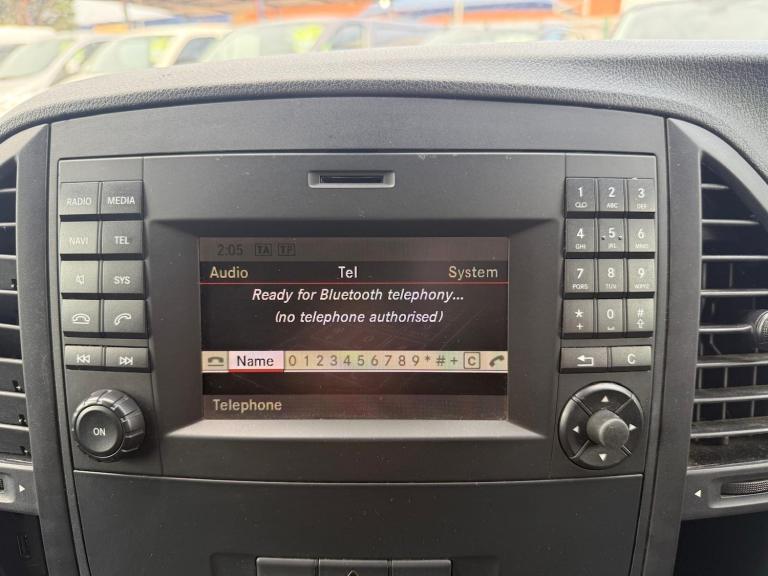 RADIO MEDIA
NAVI TEL
SYS
ON
2:05 TA TP
Audio Tel System
Ready for Bluetooth telephony...
(no telephone authorised)
Name 0 1 2 3 4 5 6 7 8 9 * # + C
Telephone
1 2 3
ABC DEF
4 5 6
GHI JKL MNO
7 8 9
PQRS TUV WXYZ
* 0 #
+
C